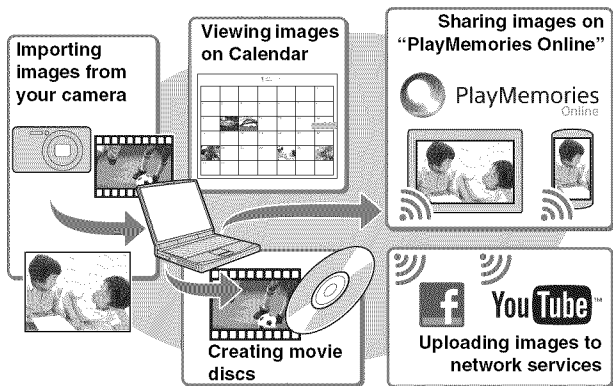 Importing
images from
your camera
Viewing images
on Calendar
Sharing images on
“PlayMemories Online”
PlayMemories
Online
Creating movie
discs
f
YouTube™
Uploading images to
network services